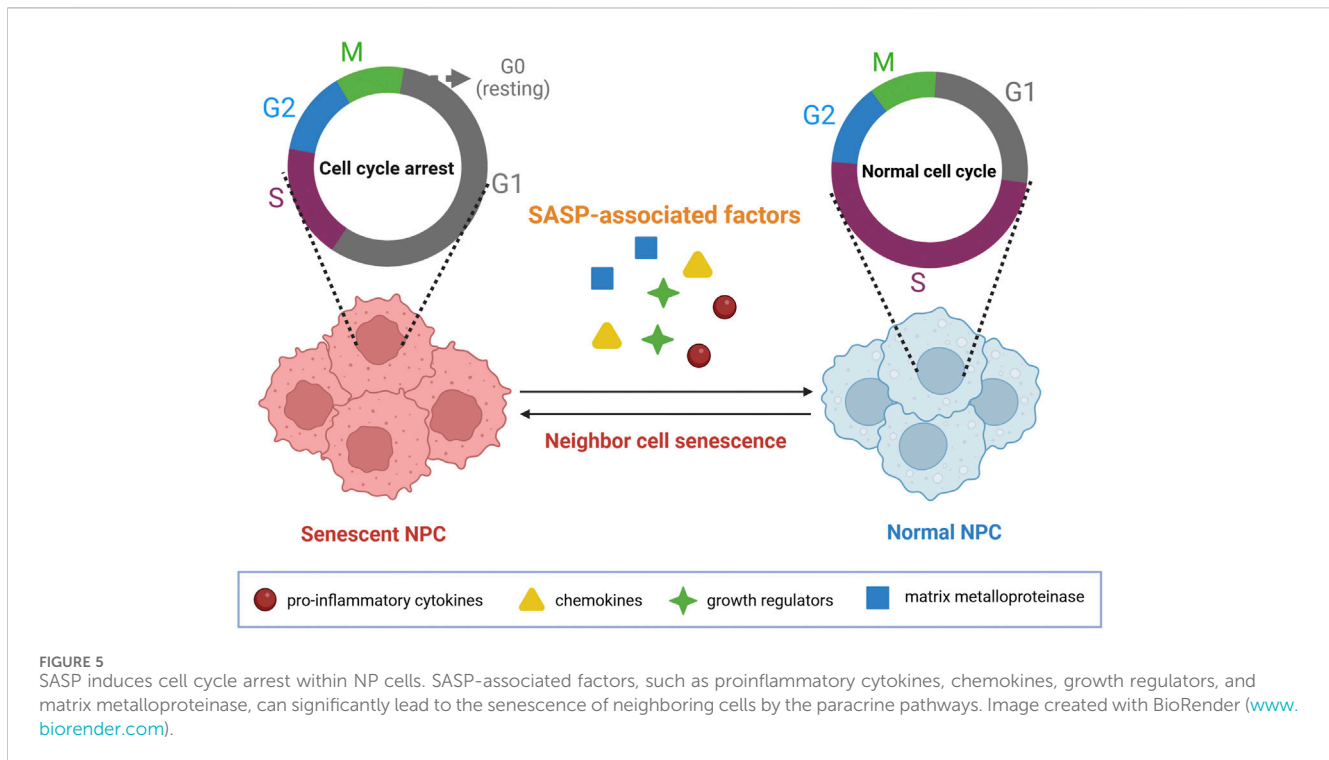 M
G0
(resting)
G2
Cell cycle arrest
S
G1
M
G1
G2
Normal cell cycle
S
SASP-associated factors
Neighbor cell senescence
Senescent NPC
Normal NPC
pro-inflammatory cytokines
chemokines
growth regulators
matrix metalloproteinase
FIGURE 5
SASP induces cell cycle arrest within NP cells. SASP-associated factors, such as proinflammatory cytokines, chemokines, growth regulators, and
matrix metalloproteinase, can significantly lead to the senescence of neighboring cells by the paracrine pathways. Image created with BioRender (www.
biorender.com).